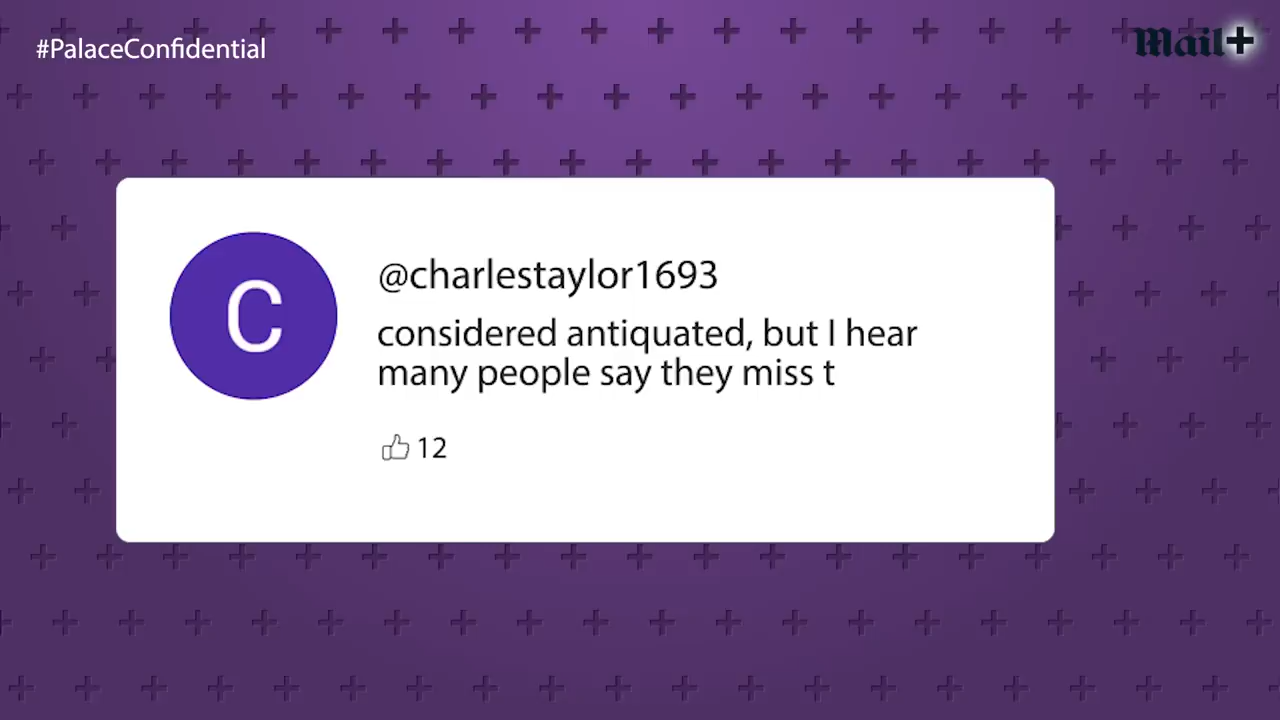 #PalaceConfidential
Mail+
C
@charlestaylor1693
considered antiquated, but I hear
many people say they miss t
12